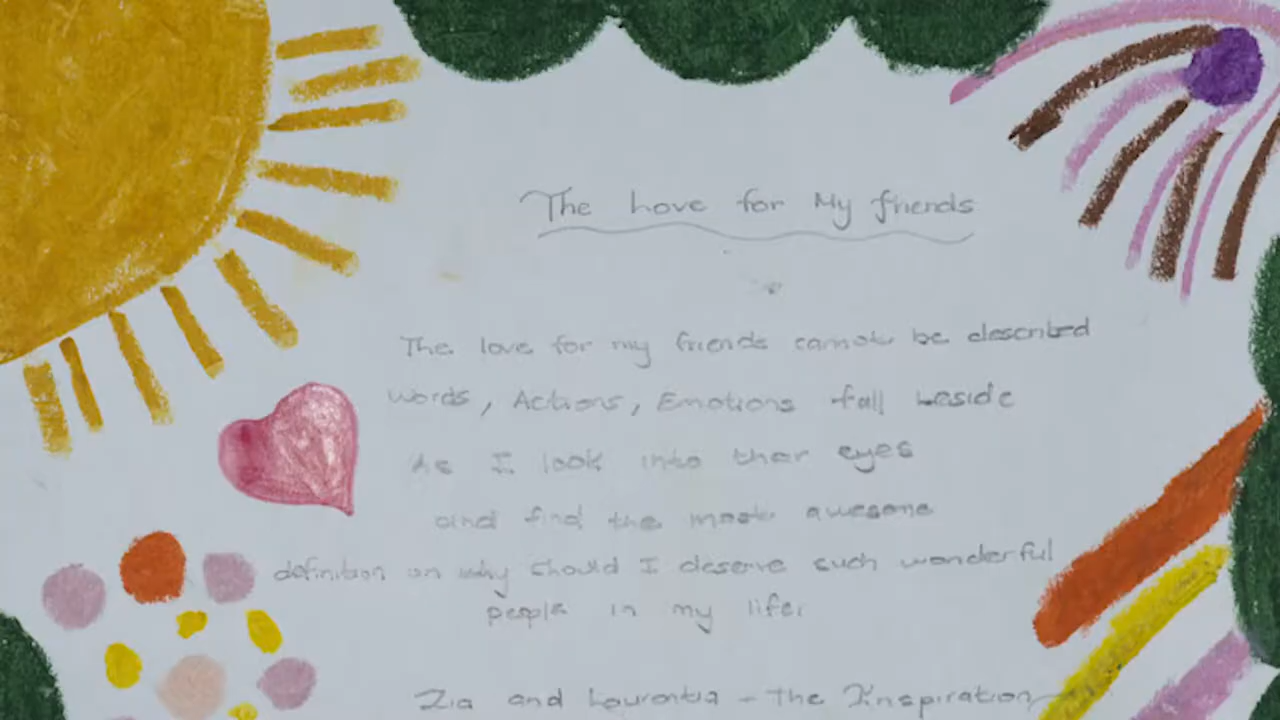 The Love for My friends
The love for my friends cannot be described
Words, Actions, Emotions fall beside
As I look into ther eyes
and find the most awesome
definition on why should I deserve such wonderful
people in my life.
Zia and Laurentia - The Inspiration